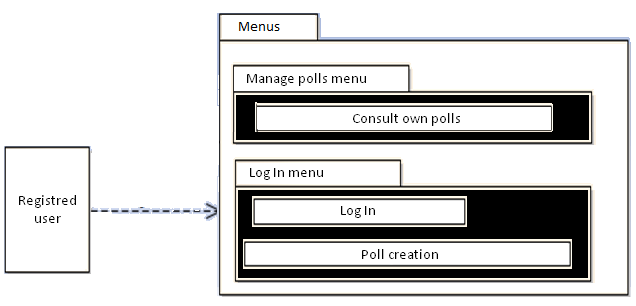 Menus
Manage polls menu
Consult own polls
Registred
user
Log In menu
Log In
Poll creation